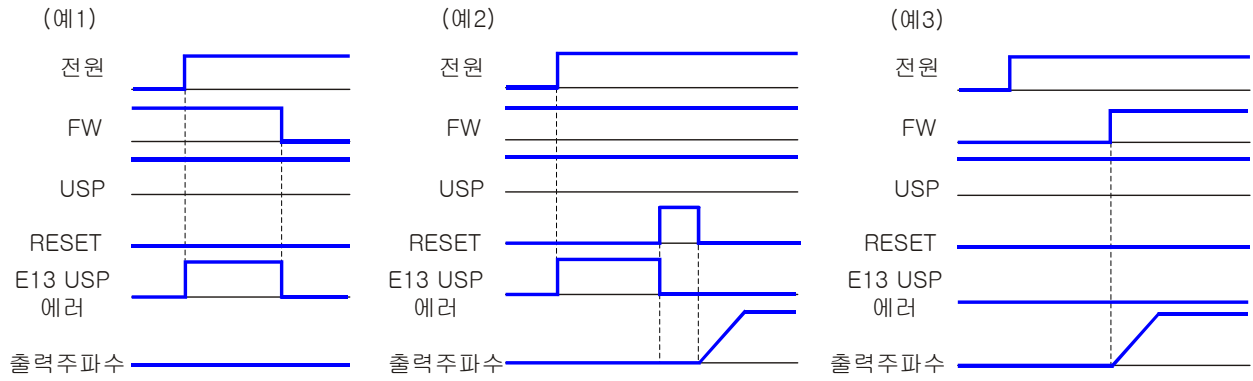 (예1)
전원
FW
USP
RESET
E13 USP
에러
출력주파수
(예2)
전원
FW
USP
RESET
E13 USP
에러
출력주파수
(예3)
전원
FW
USP
RESET
E13 USP
에러
출력주파수